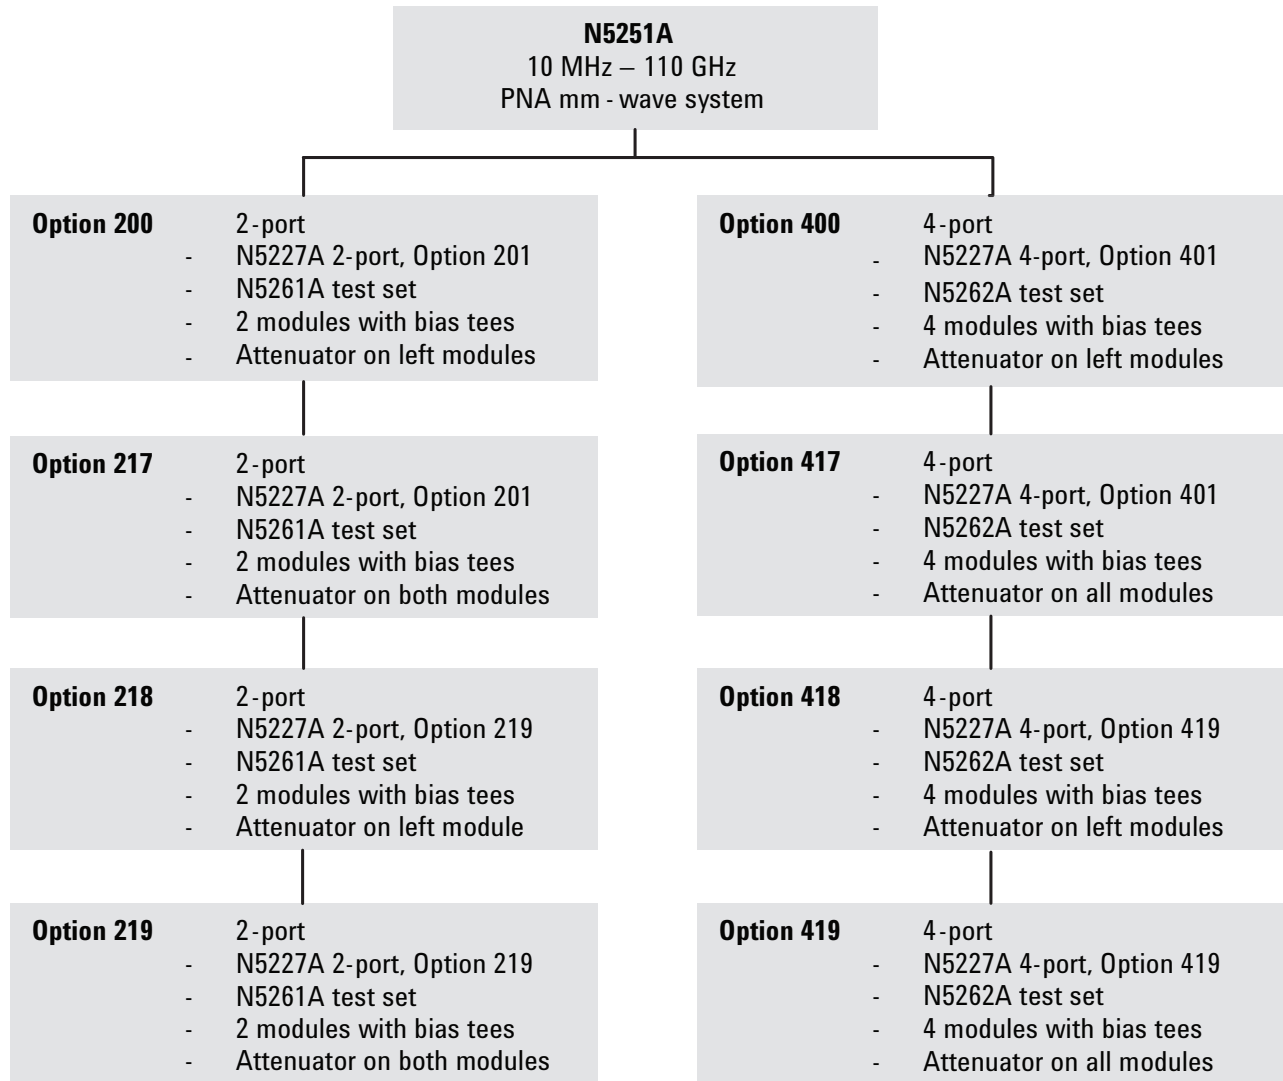 N5251A
10 MHz – 110 GHz
PNA mm - wave system
Option 200 2-port
- N5227A 2-port, Option 201
- N5261A test set
- 2 modules with bias tees
- Attenuator on left modules
Option 217 2-port
- N5227A 2-port, Option 201
- N5261A test set
- 2 modules with bias tees
- Attenuator on both modules
Option 218 2-port
- N5227A 2-port, Option 219
- N5261A test set
- 2 modules with bias tees
- Attenuator on left module
Option 219 2-port
- N5227A 2-port, Option 219
- N5261A test set
- 2 modules with bias tees
- Attenuator on both modules
Option 400 4-port
- N5227A 4-port, Option 401
- N5262A test set
- 4 modules with bias tees
- Attenuator on left modules
Option 417 4-port
- N5227A 4-port, Option 401
- N5262A test set
- 4 modules with bias tees
- Attenuator on all modules
Option 418 4-port
- N5227A 4-port, Option 419
- N5262A test set
- 4 modules with bias tees
- Attenuator on left modules
Option 419 4-port
- N5227A 4-port, Option 419
- N5262A test set
- 4 modules with bias tees
- Attenuator on all modules